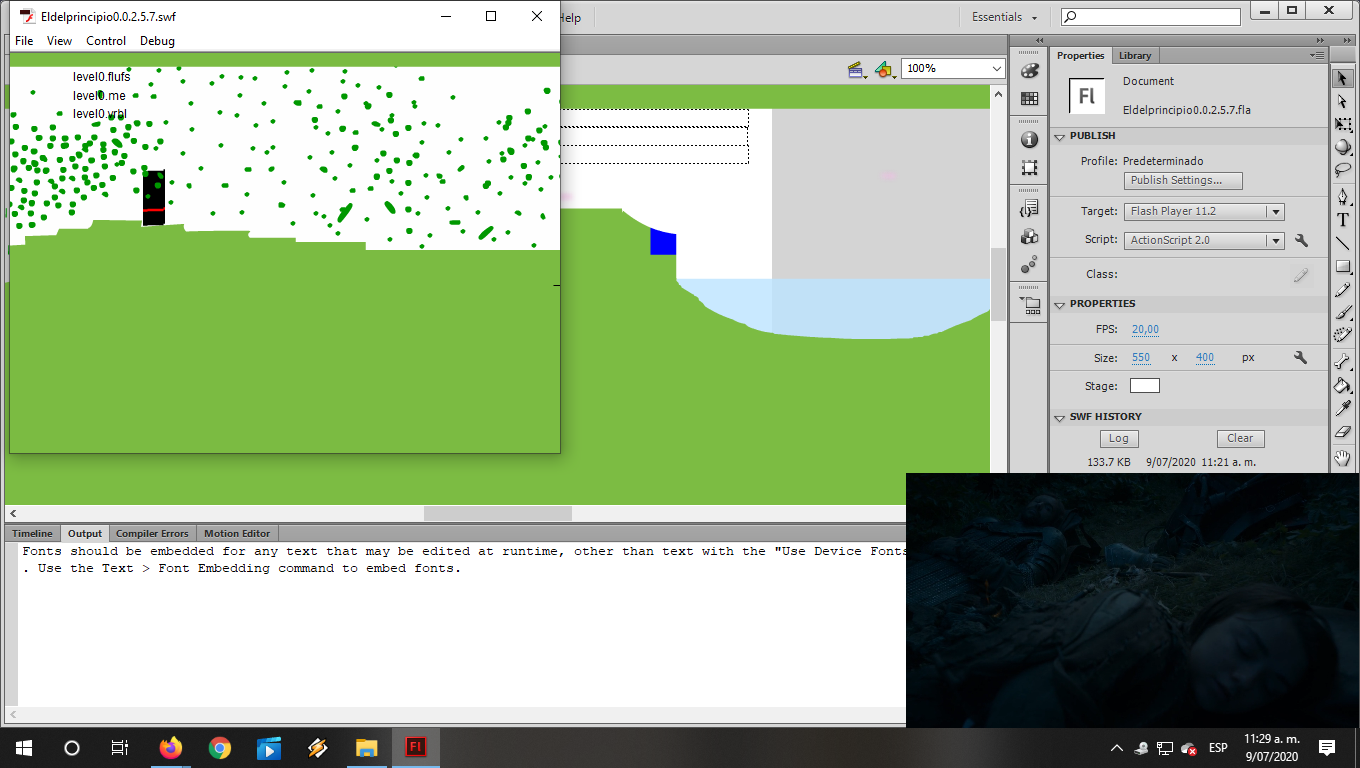 Eldelprincipio0.0.2.5.7.swf
File View Control Debug
level0.flufs
level0.me
level0.vrbl
Help
Essentials
100%
Properties Library
Fl
Document
Eldelprincipio0.0.2.5.7.fla
PUBLISH
Profile: Predeterminado
Publish Settings...
Target: Flash Player 11.2
Script: ActionScript 2.0
Class:
PROPERTIES
FPS: 20,00
Size: 550 x 400 px
Stage:
SWF HISTORY
Log Clear
133.7 KB 9/07/2020 11:21 a. m.
Timeline Output Compiler Errors Motion Editor
Fonts should be embedded for any text that may be edited at runtime, other than text with the "Use Device Fonts
. Use the Text > Font Embedding command to embed fonts.
Fl
ESP
11:29 a. m.
9/07/2020